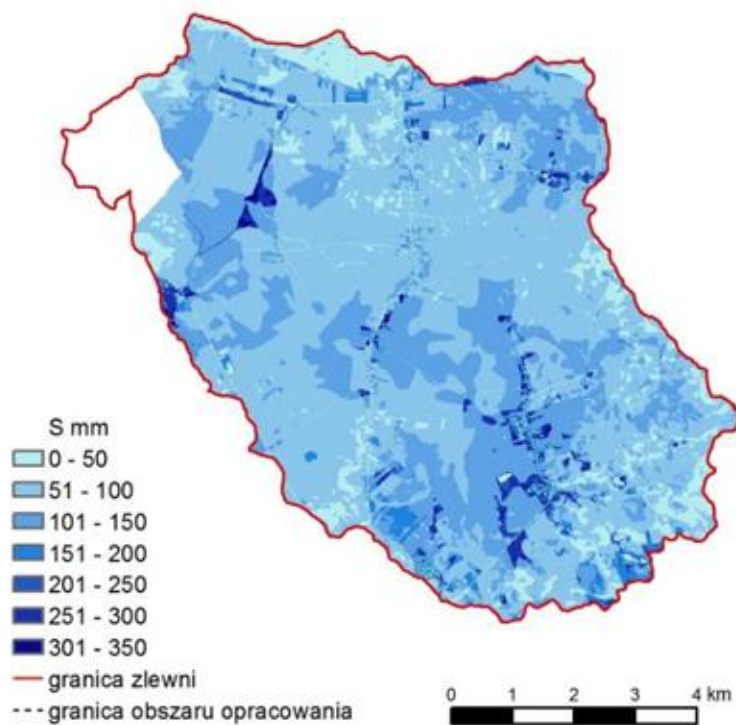 S mm
0 - 50
51 - 100
101 - 150
151 - 200
201 - 250
251 - 300
301 - 350
granica zlewni
granica obszaru opracowania
0 1 2 3 4 km